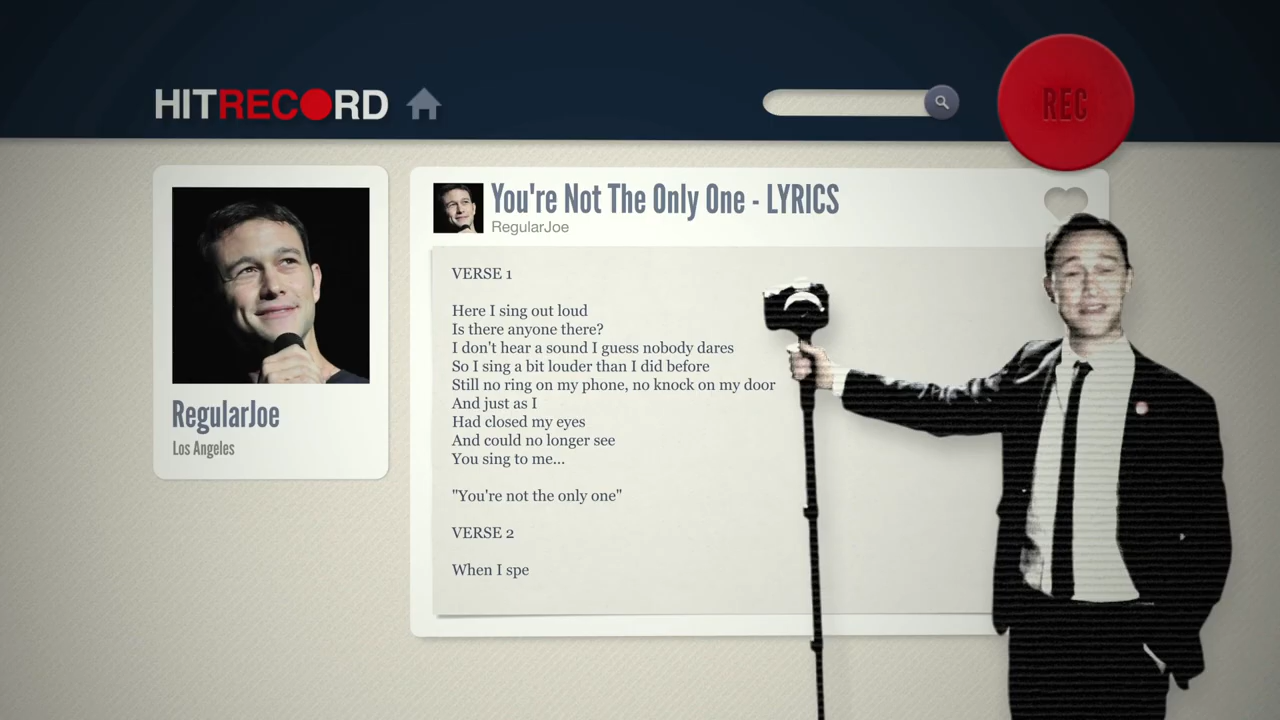 HITRECORD
REC
You're Not The Only One - LYRICS
RegularJoe
RegularJoe
Los Angeles
VERSE 1
Here I sing out loud
Is there anyone there?
I don't hear a sound I guess nobody dares
So I sing a bit louder than I did before
Still no ring on my phone, no knock on my door
And just as I
Had closed my eyes
And could no longer see
You sing to me...
"You're not the only one"
VERSE 2
When I spe